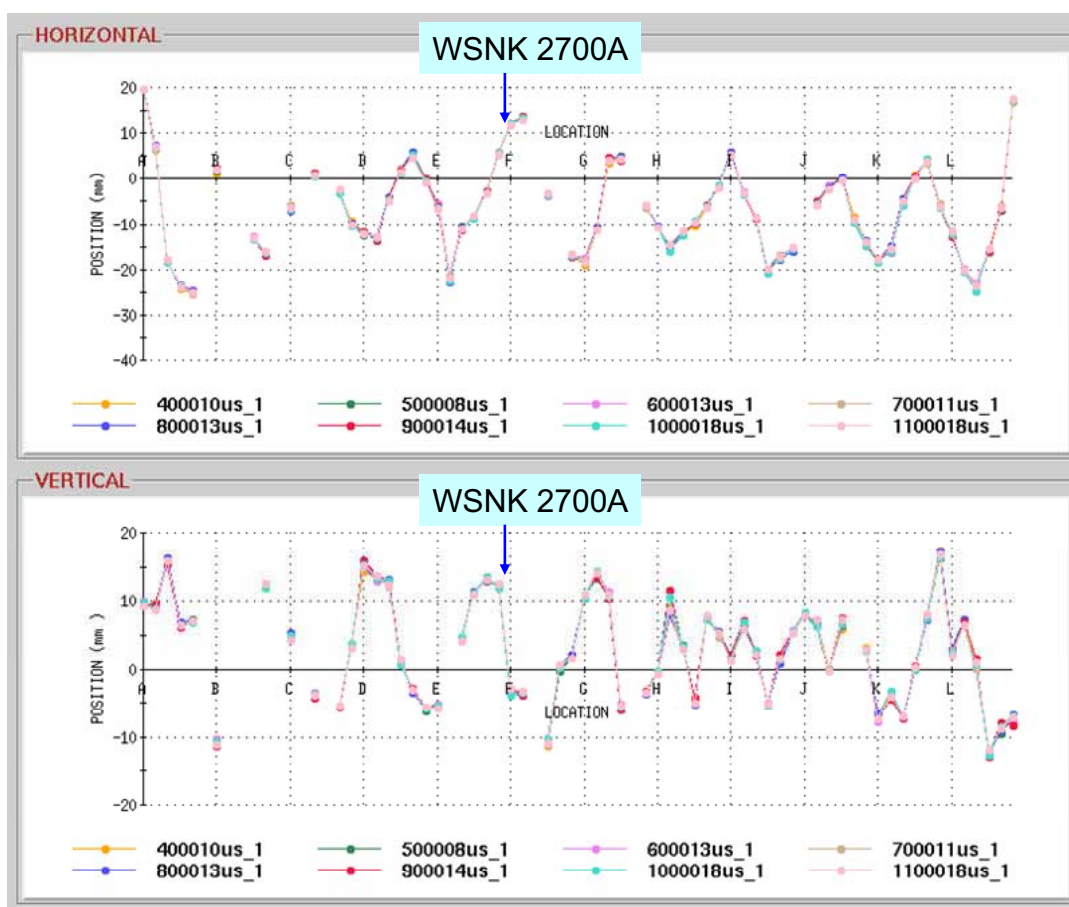 HORIZONTAL
WSNK 2700A
20
10
0
-10
-20
-30
-40
POSITION (mm)
LOCATION
A B C D E F G H I J K L
400010us_1 500008us_1 600013us_1 700011us_1
800013us_1 900014us_1 1000018us_1 1100018us_1
VERTICAL
WSNK 2700A
20
10
0
-10
-20
POSITION (mm )
A B C D E F G H I J K L
LOCATION
400010us_1 500008us_1 600013us_1 700011us_1
800013us_1 900014us_1 1000018us_1 1100018us_1